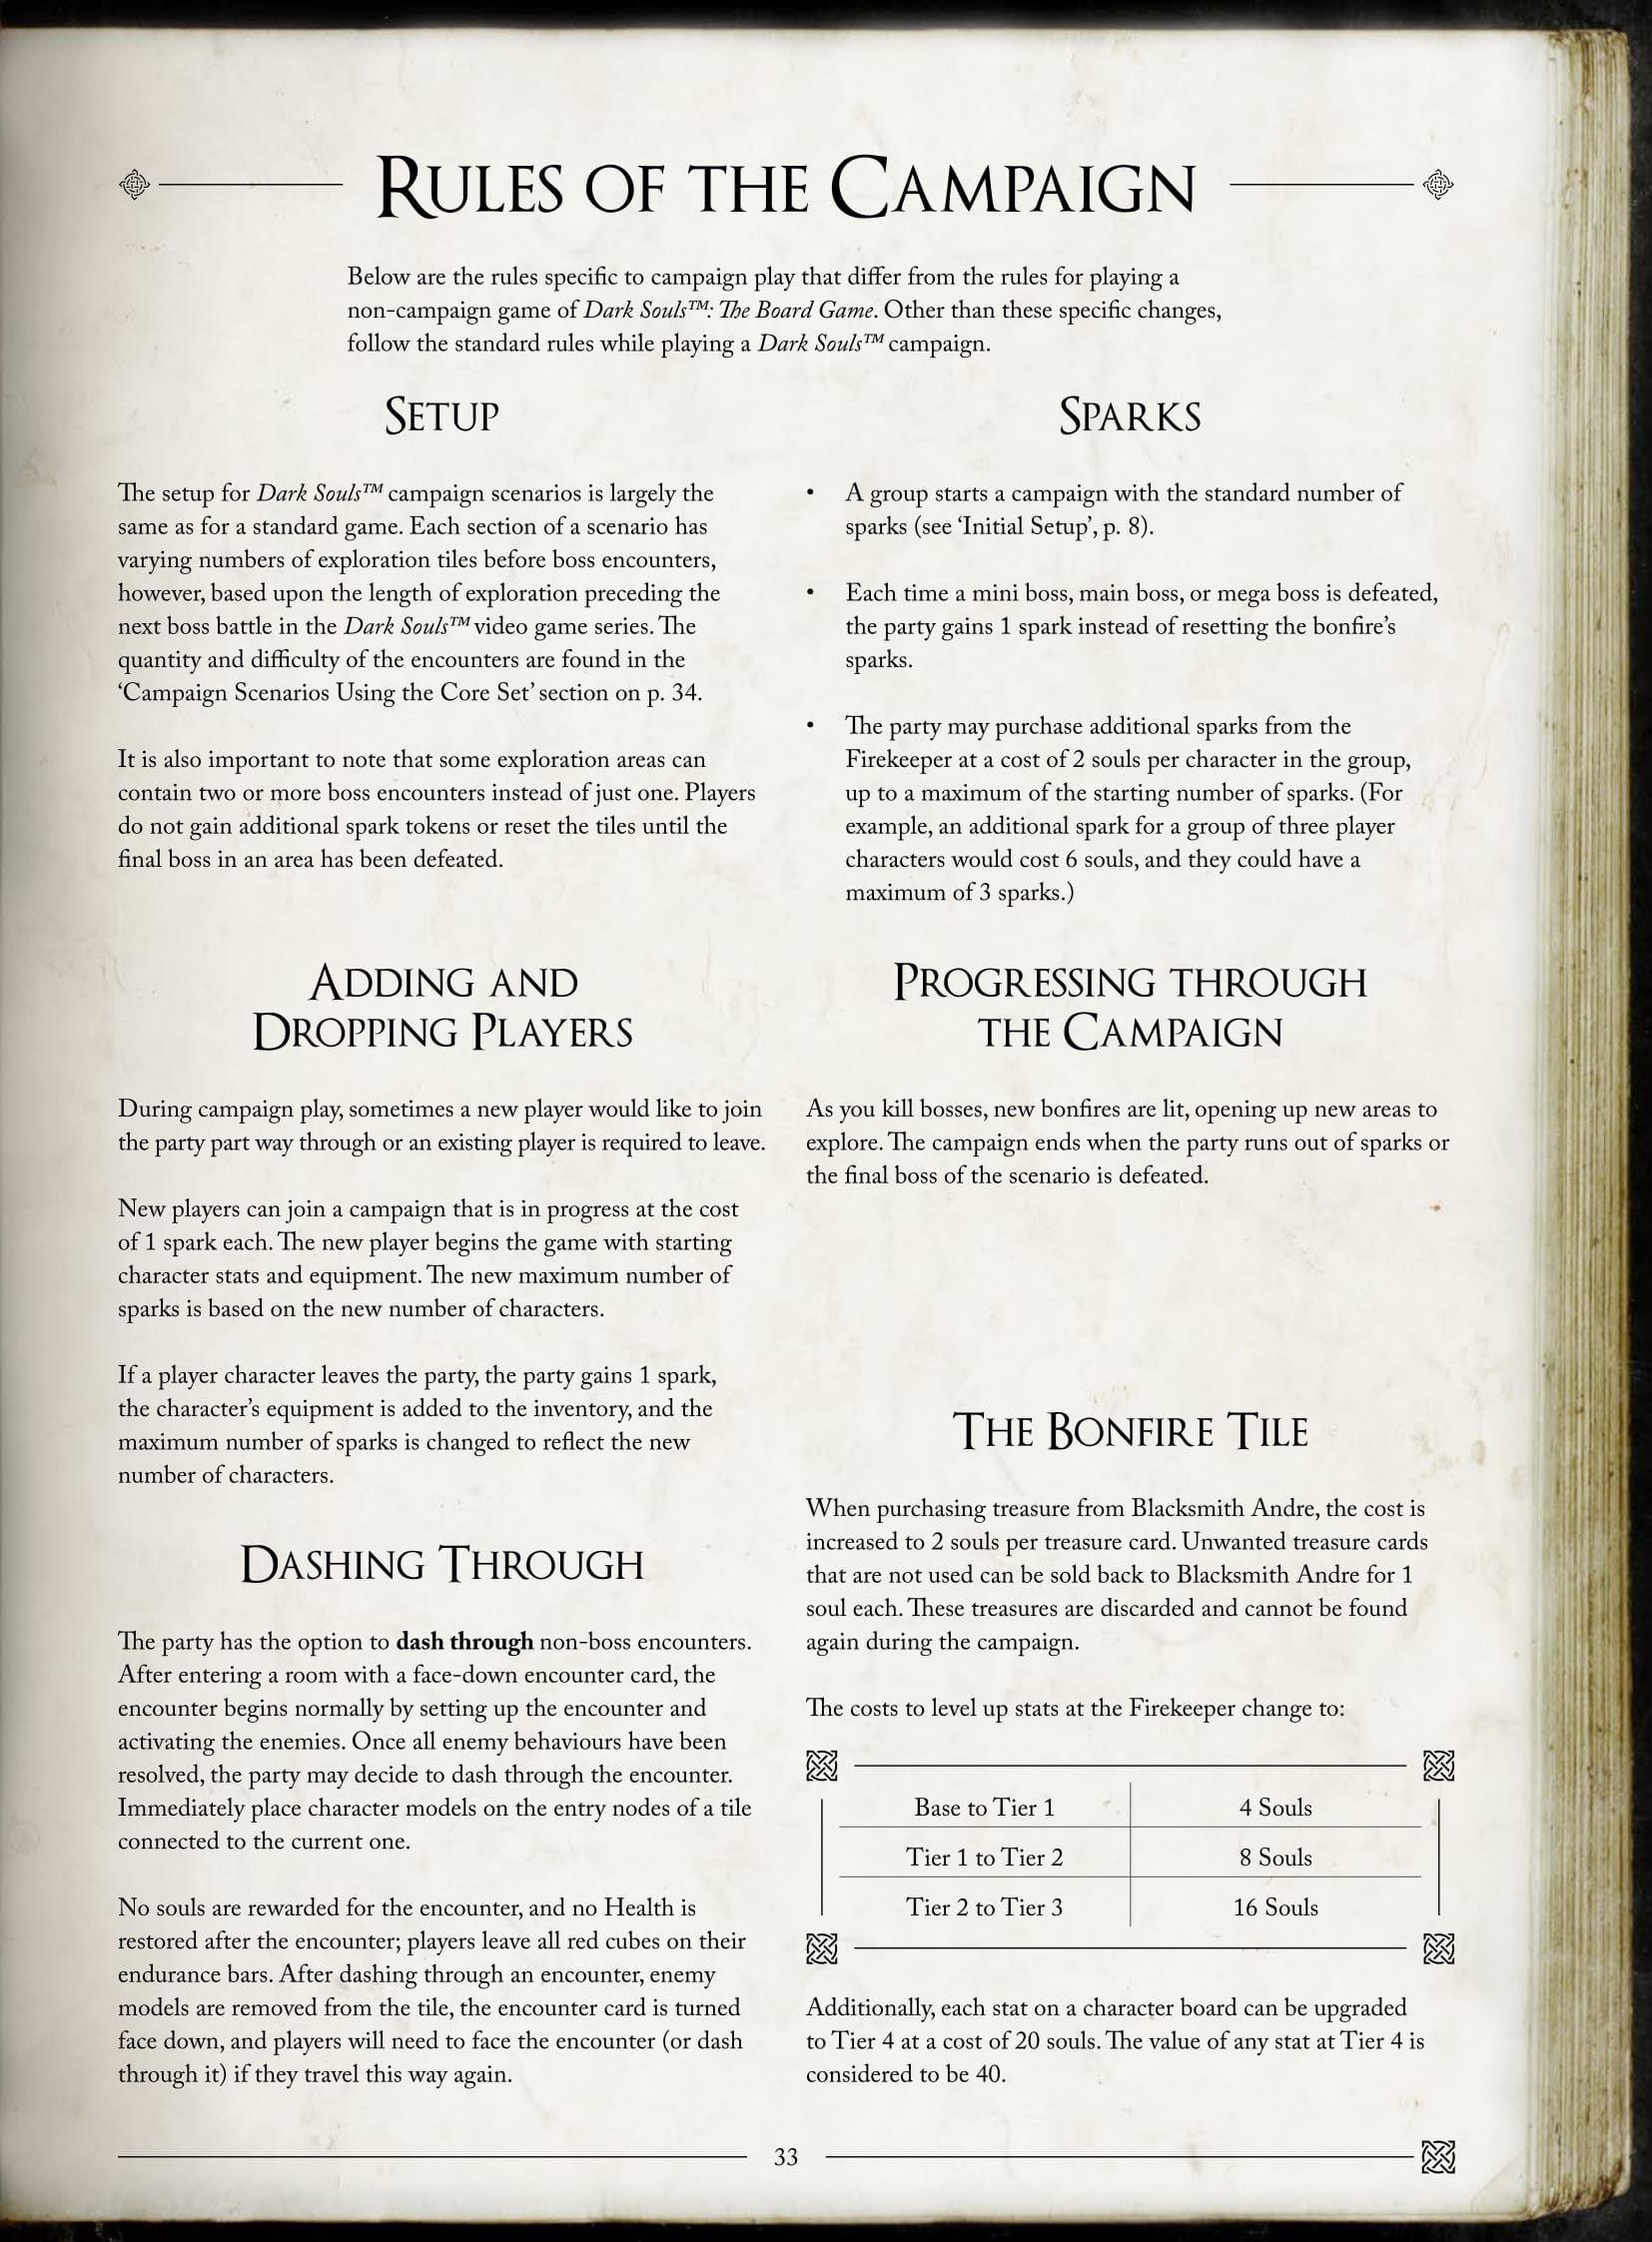 Rules of the Campaign
Below are the rules specific to campaign play that differ from the rules for playing a
non-campaign game of Dark Souls™: The Board Game. Other than these specific changes,
follow the standard rules while playing a Dark Souls™ campaign.
Setup
The setup for Dark Souls™ campaign scenarios is largely the
same as for a standard game. Each section of a scenario has
varying numbers of exploration tiles before boss encounters,
however, based upon the length of exploration preceding the
next boss battle in the Dark Souls™ video game series. The
quantity and difficulty of the encounters are found in the
‘Campaign Scenarios Using the Core Set’ section on p. 34.
It is also important to note that some exploration areas can
contain two or more boss encounters instead of just one. Players
do not gain additional spark tokens or reset the tiles until the
final boss in an area has been defeated.
Adding and
Dropping Players
During campaign play, sometimes a new player would like to join
the party part way through or an existing player is required to leave.
New players can join a campaign that is in progress at the cost
of 1 spark each. The new player begins the game with starting
character stats and equipment. The new maximum number of
sparks is based on the new number of characters.
If a player character leaves the party, the party gains 1 spark,
the character’s equipment is added to the inventory, and the
maximum number of sparks is changed to reflect the new
number of characters.
Dashing Through
The party has the option to dash through non-boss encounters.
After entering a room with a face-down encounter card, the
encounter begins normally by setting up the encounter and
activating the enemies. Once all enemy behaviours have been
resolved, the party may decide to dash through the encounter.
Immediately place character models on the entry nodes of a tile
connected to the current one.
No souls are rewarded for the encounter, and no Health is
restored after the encounter; players leave all red cubes on their
endurance bars. After dashing through an encounter, enemy
models are removed from the tile, the encounter card is turned
face down, and players will need to face the encounter (or dash
through it) if they travel this way again.
Sparks
• A group starts a campaign with the standard number of
sparks (see ‘Initial Setup’, p. 8).
• Each time a mini boss, main boss, or mega boss is defeated,
the party gains 1 spark instead of resetting the bonfire’s
sparks.
• The party may purchase additional sparks from the
Firekeeper at a cost of 2 souls per character in the group,
up to a maximum of the starting number of sparks. (For
example, an additional spark for a group of three player
characters would cost 6 souls, and they could have a
maximum of 3 sparks.)
Progressing through
the Campaign
As you kill bosses, new bonfires are lit, opening up new areas to
explore. The campaign ends when the party runs out of sparks or
the final boss of the scenario is defeated.
The Bonfire Tile
When purchasing treasure from Blacksmith Andre, the cost is
increased to 2 souls per treasure card. Unwanted treasure cards
that are not used can be sold back to Blacksmith Andre for 1
soul each. These treasures are discarded and cannot be found
again during the campaign.
The costs to level up stats at the Firekeeper change to:
Base to Tier 1 4 Souls
Tier 1 to Tier 2 8 Souls
Tier 2 to Tier 3 16 Souls
Additionally, each stat on a character board can be upgraded
to Tier 4 at a cost of 20 souls. The value of any stat at Tier 4 is
considered to be 40.
33